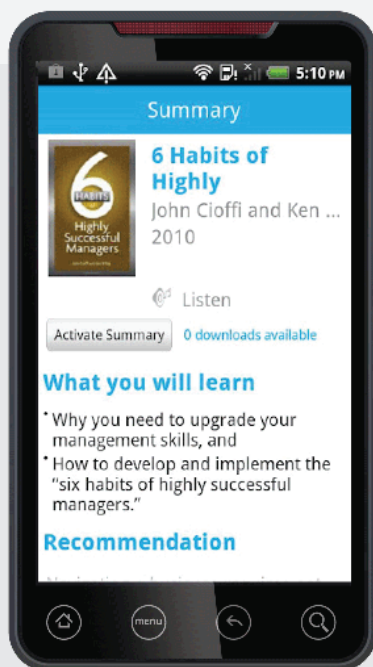 5:10 PM
Summary
6
HABITS
Highly
Successful
Managers
6 Habits of
Highly
John Cioffi and Ken ...
2010
Listen
Activate Summary 0 downloads available
What you will learn
• Why you need to upgrade your
management skills, and
• How to develop and implement the
“six habits of highly successful
managers.”
Recommendation
menu